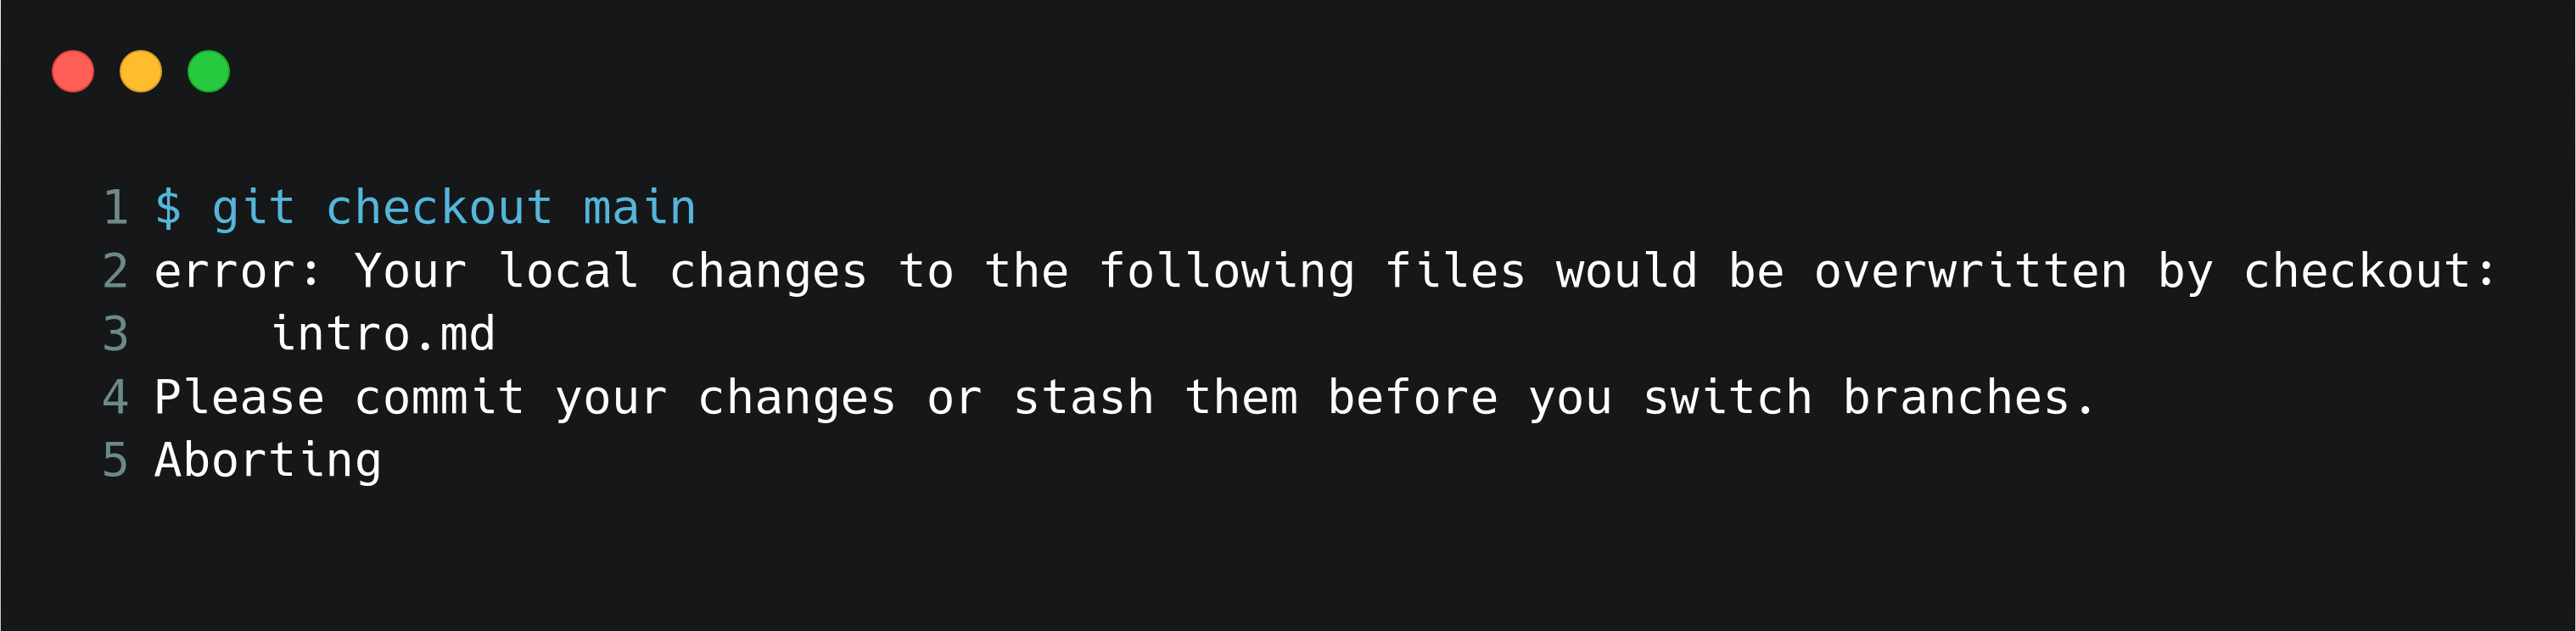 1 $ git checkout main
2 error: Your local changes to the following files would be overwritten by checkout:
3     intro.md
4 Please commit your changes or stash them before you switch branches.
5 Aborting